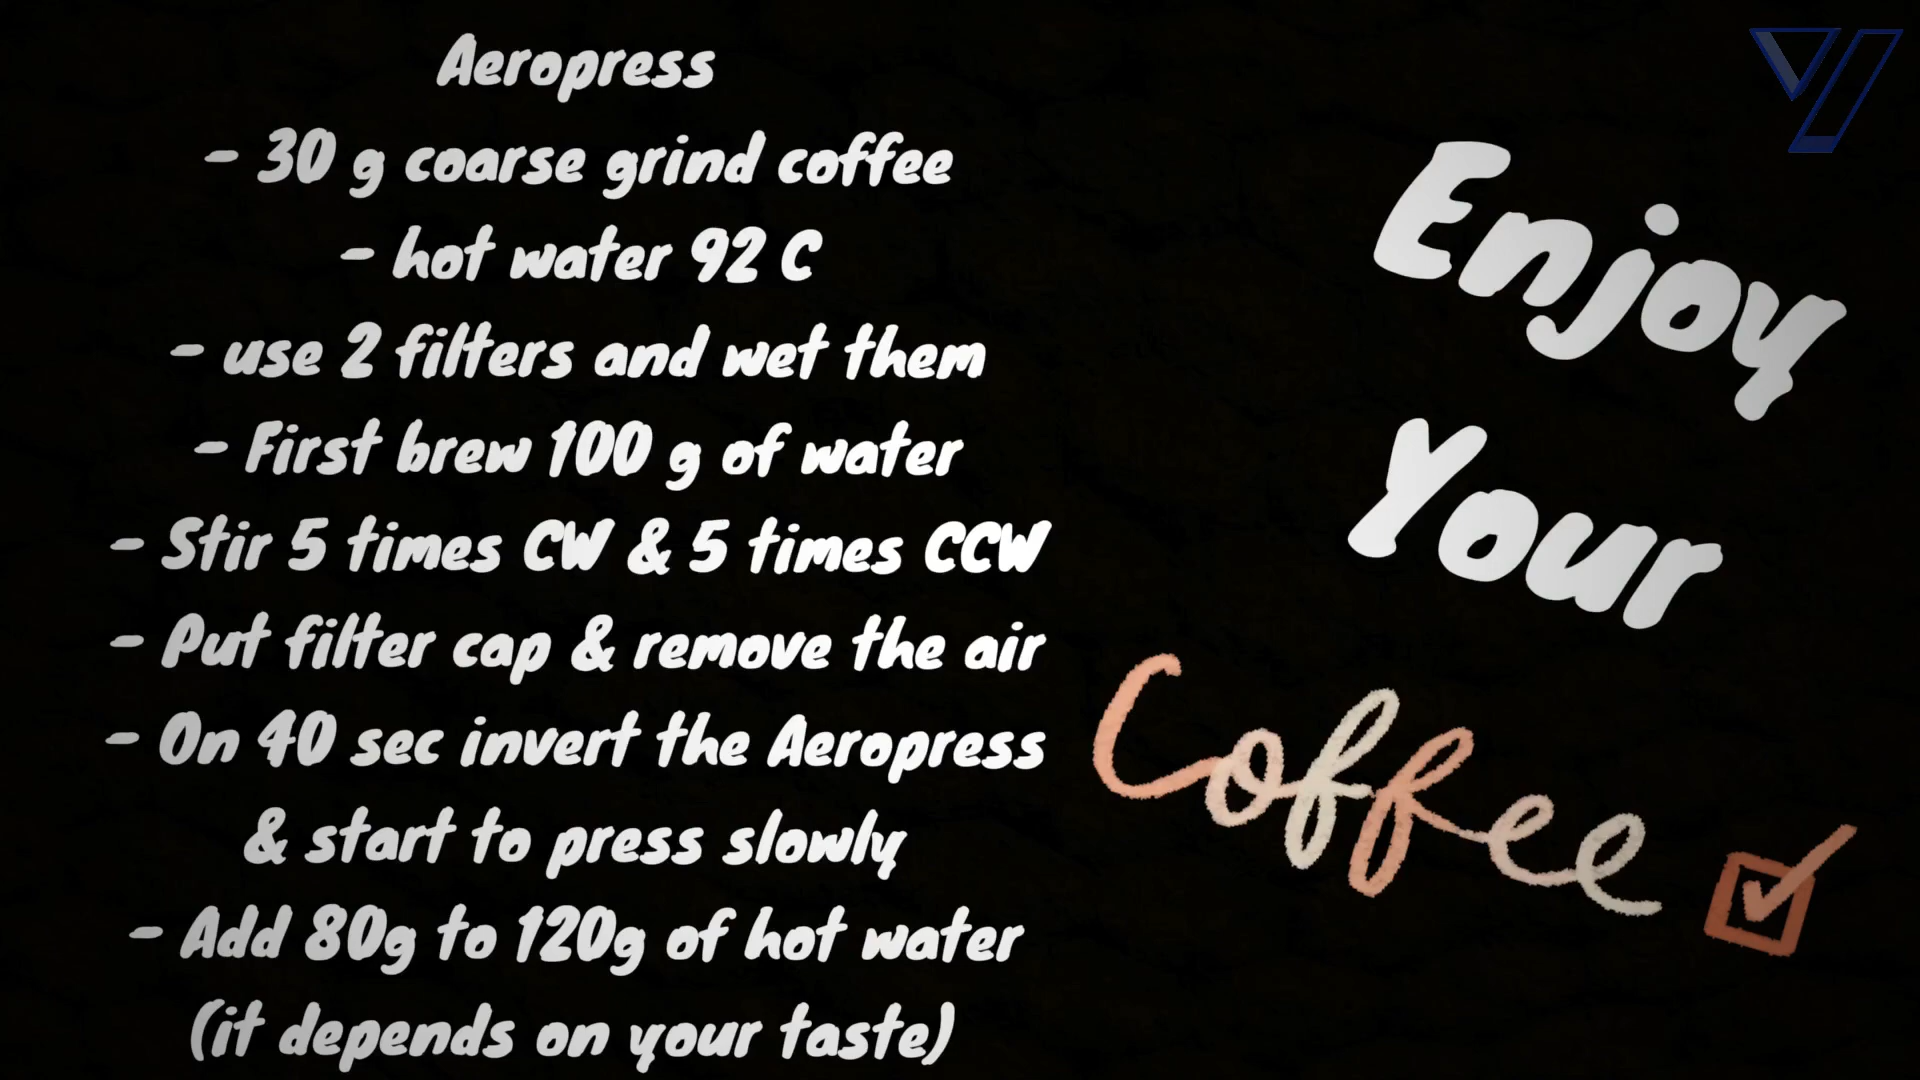 Aeropress
- 30 g coarse grind coffee
- hot water 92 C
- use 2 filters and wet them
- First brew 100 g of water
- Stir 5 times CW & 5 times CCW
- Put filter cap & remove the air
- On 40 sec invert the Aeropress
& start to press slowly
- Add 80g to 120g of hot water
(it depends on your taste)
Enjoy
Your
Coffee